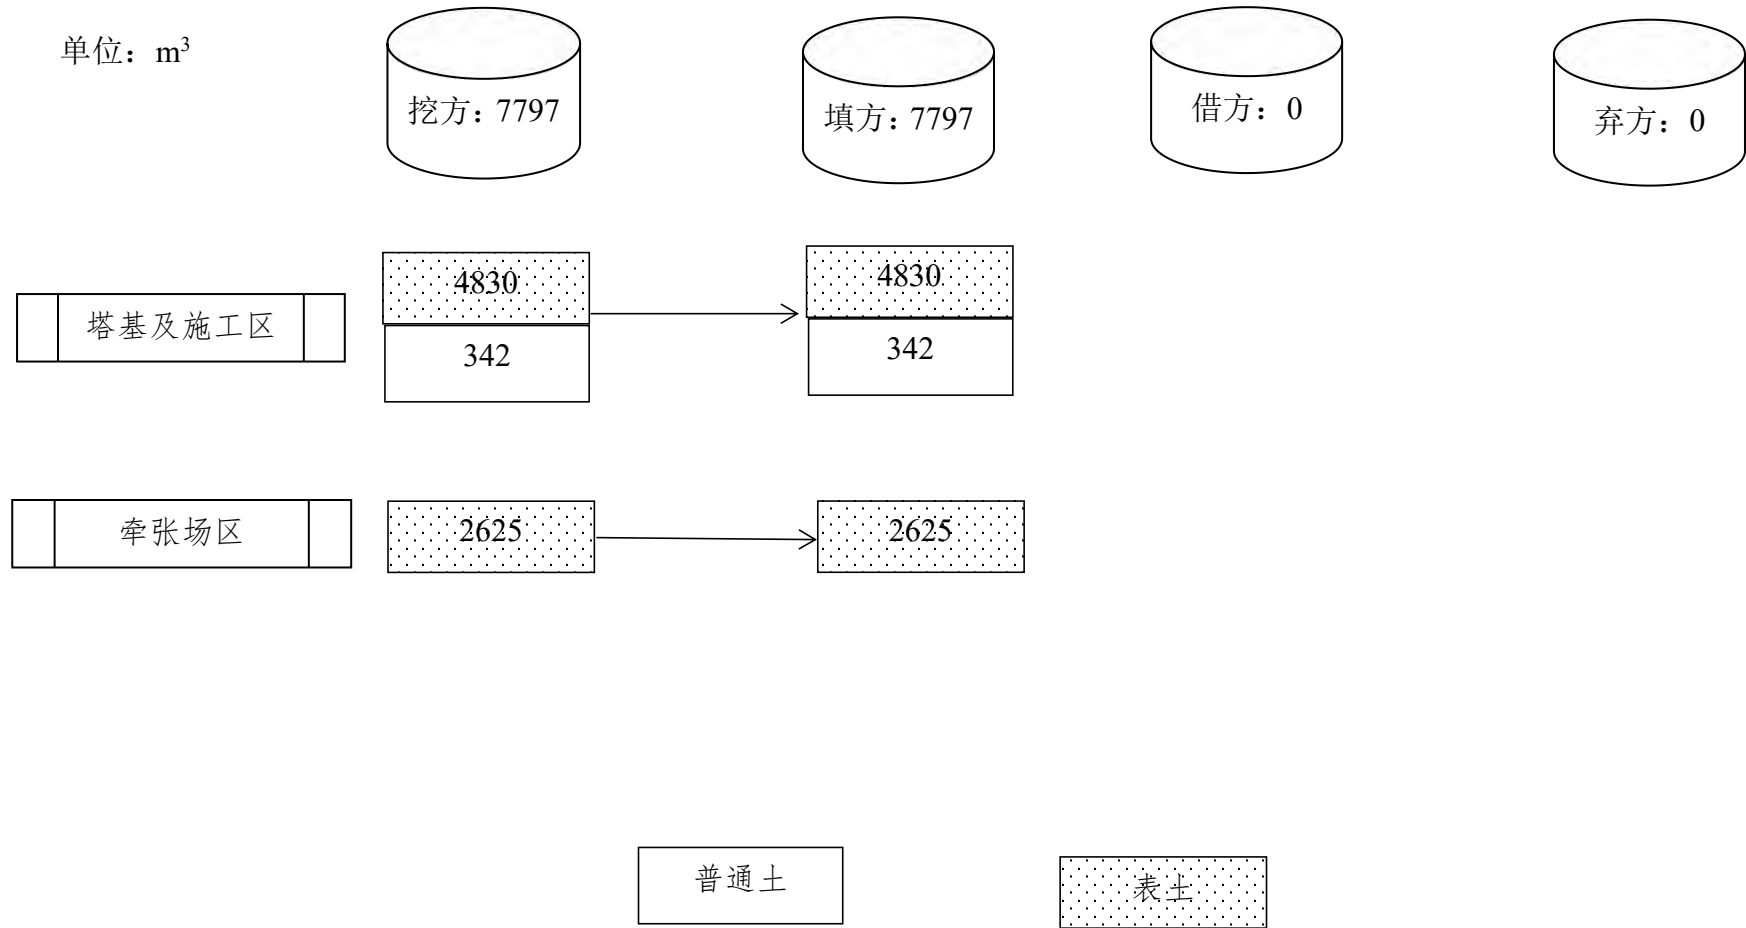 单位：m³
挖方：7797
填方：7797
借方：0
弃方：0
塔基及施工区
4830
4830
342
342
牵张场区
2625
2625
普通土
表土